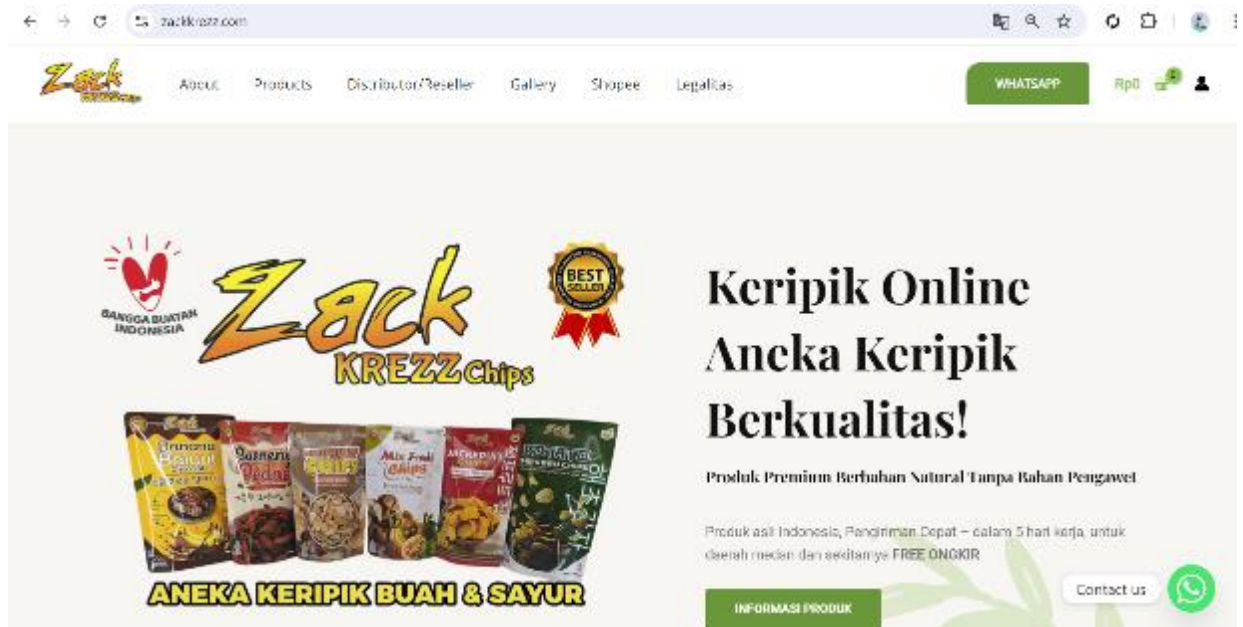 zackkrezz.com
Zack
About Products Distributor/Reseller Gallery Shopee Legalitas
WHATSAPP
Rp0
BANGGA BUATAN
INDONESIA
Zack
KREZZ Chips
BEST
SELLER
Keripik Online
Aneka Keripik
Berkualitas!
Produk Premium Berbahan Natural Tanpa Bahan Pengawet
Produk asli Indonesia, Pengiriman Cepat – dalam 5 hari kerja, untuk
daerah medan dan sekitarnya FREE ONGKIR
INFORMASI PRODUK
Mix Fruit
Chips
ANEKA KERIPIK BUAH & SAYUR
Contact us